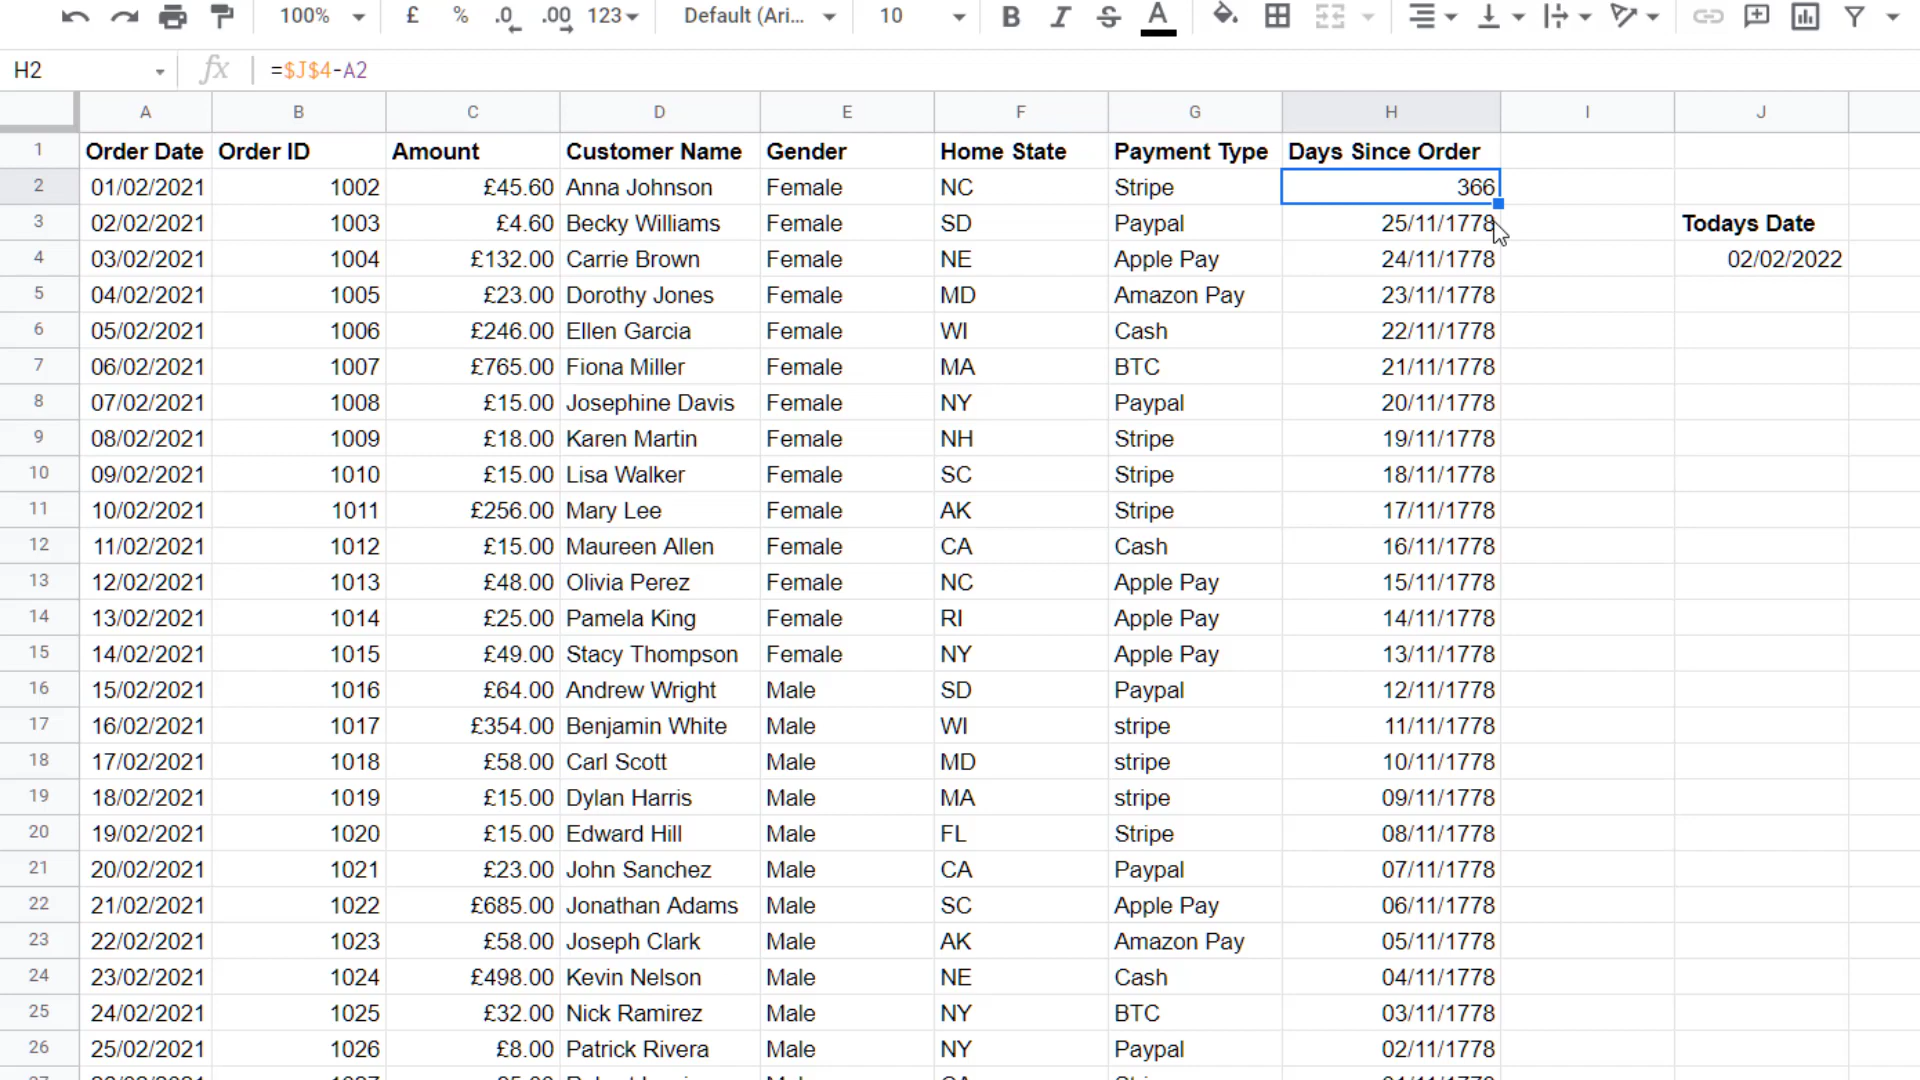 100% £ % .0 .00 123 Default (Ari... 10 B I S A
H2 fx =$J$4-A2
A B C D E F G H I J
1 Order Date Order ID Amount Customer Name Gender Home State Payment Type Days Since Order
2 01/02/2021 1002 £45.60 Anna Johnson Female NC Stripe 366
3 02/02/2021 1003 £4.60 Becky Williams Female SD Paypal 25/11/1778 Todays Date
4 03/02/2021 1004 £132.00 Carrie Brown Female NE Apple Pay 24/11/1778 02/02/2022
5 04/02/2021 1005 £23.00 Dorothy Jones Female MD Amazon Pay 23/11/1778
6 05/02/2021 1006 £246.00 Ellen Garcia Female WI Cash 22/11/1778
7 06/02/2021 1007 £765.00 Fiona Miller Female MA BTC 21/11/1778
8 07/02/2021 1008 £15.00 Josephine Davis Female NY Paypal 20/11/1778
9 08/02/2021 1009 £18.00 Karen Martin Female NH Stripe 19/11/1778
10 09/02/2021 1010 £15.00 Lisa Walker Female SC Stripe 18/11/1778
11 10/02/2021 1011 £256.00 Mary Lee Female AK Stripe 17/11/1778
12 11/02/2021 1012 £15.00 Maureen Allen Female CA Cash 16/11/1778
13 12/02/2021 1013 £48.00 Olivia Perez Female NC Apple Pay 15/11/1778
14 13/02/2021 1014 £25.00 Pamela King Female RI Apple Pay 14/11/1778
15 14/02/2021 1015 £49.00 Stacy Thompson Female NY Apple Pay 13/11/1778
16 15/02/2021 1016 £64.00 Andrew Wright Male SD Paypal 12/11/1778
17 16/02/2021 1017 £354.00 Benjamin White Male WI stripe 11/11/1778
18 17/02/2021 1018 £58.00 Carl Scott Male MD stripe 10/11/1778
19 18/02/2021 1019 £15.00 Dylan Harris Male MA stripe 09/11/1778
20 19/02/2021 1020 £15.00 Edward Hill Male FL Stripe 08/11/1778
21 20/02/2021 1021 £23.00 John Sanchez Male CA Paypal 07/11/1778
22 21/02/2021 1022 £685.00 Jonathan Adams Male SC Apple Pay 06/11/1778
23 22/02/2021 1023 £58.00 Joseph Clark Male AK Amazon Pay 05/11/1778
24 23/02/2021 1024 £498.00 Kevin Nelson Male NE Cash 04/11/1778
25 24/02/2021 1025 £32.00 Nick Ramirez Male NY BTC 03/11/1778
26 25/02/2021 1026 £8.00 Patrick Rivera Male NY Paypal 02/11/1778